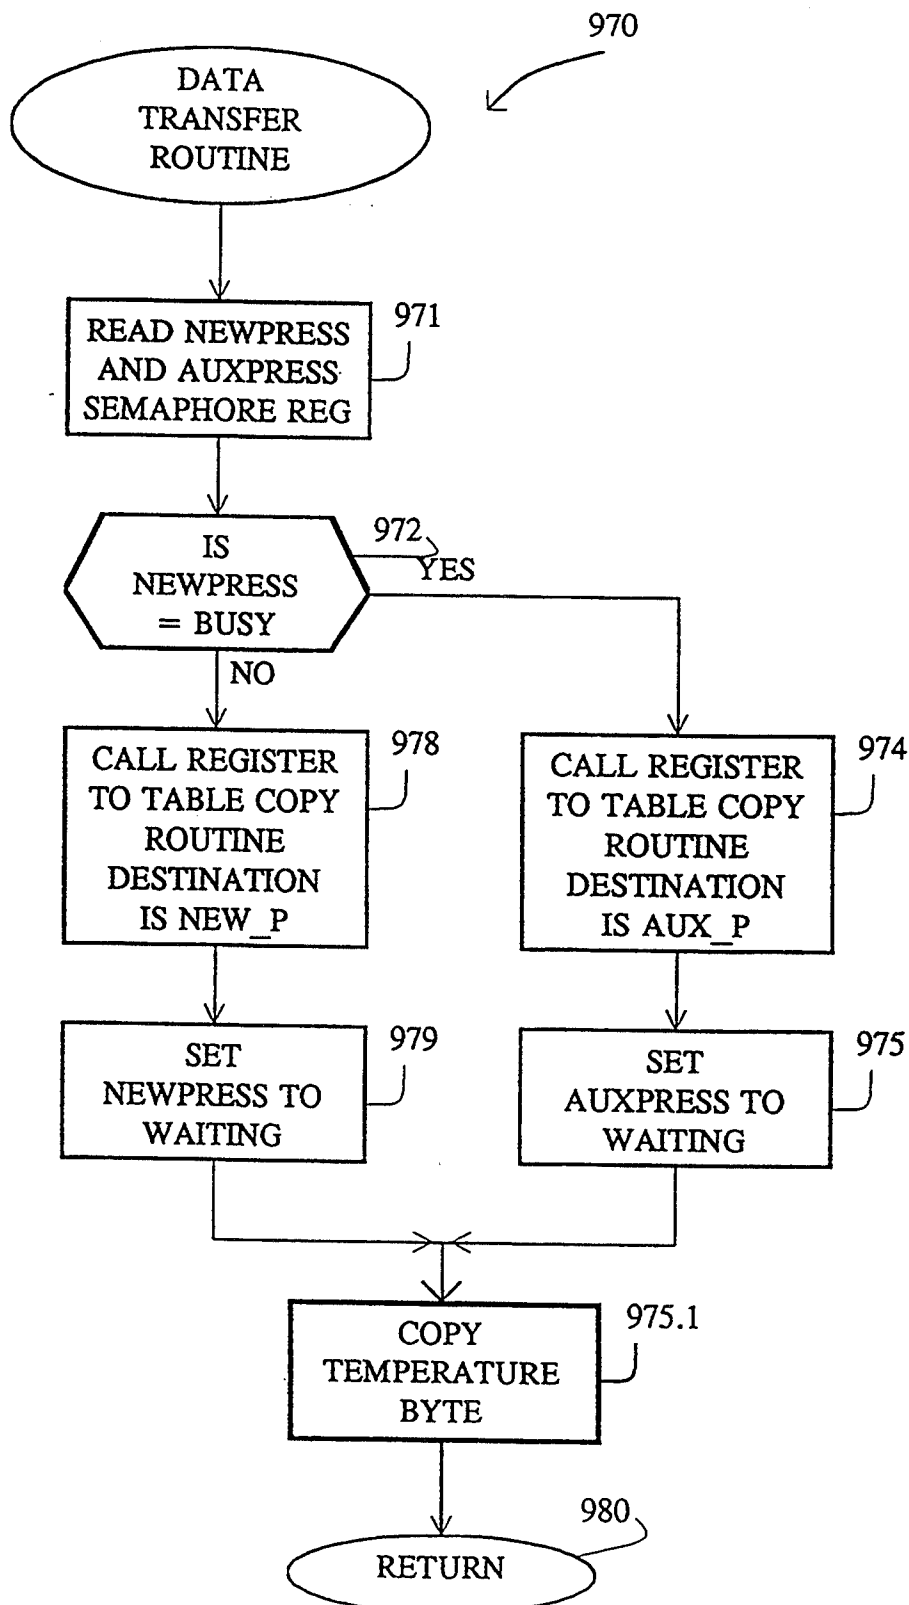 970
DATA
TRANSFER
ROUTINE
971
READ NEWPRESS
AND AUXPRESS
SEMAPHORE REG
972
IS
NEWPRESS
= BUSY
YES
NO
978
CALL REGISTER
TO TABLE COPY
ROUTINE
DESTINATION
IS NEW_P
974
CALL REGISTER
TO TABLE COPY
ROUTINE
DESTINATION
IS AUX_P
979
SET
NEWPRESS TO
WAITING
975
SET
AUXPRESS TO
WAITING
975.1
COPY
TEMPERATURE
BYTE
980
RETURN